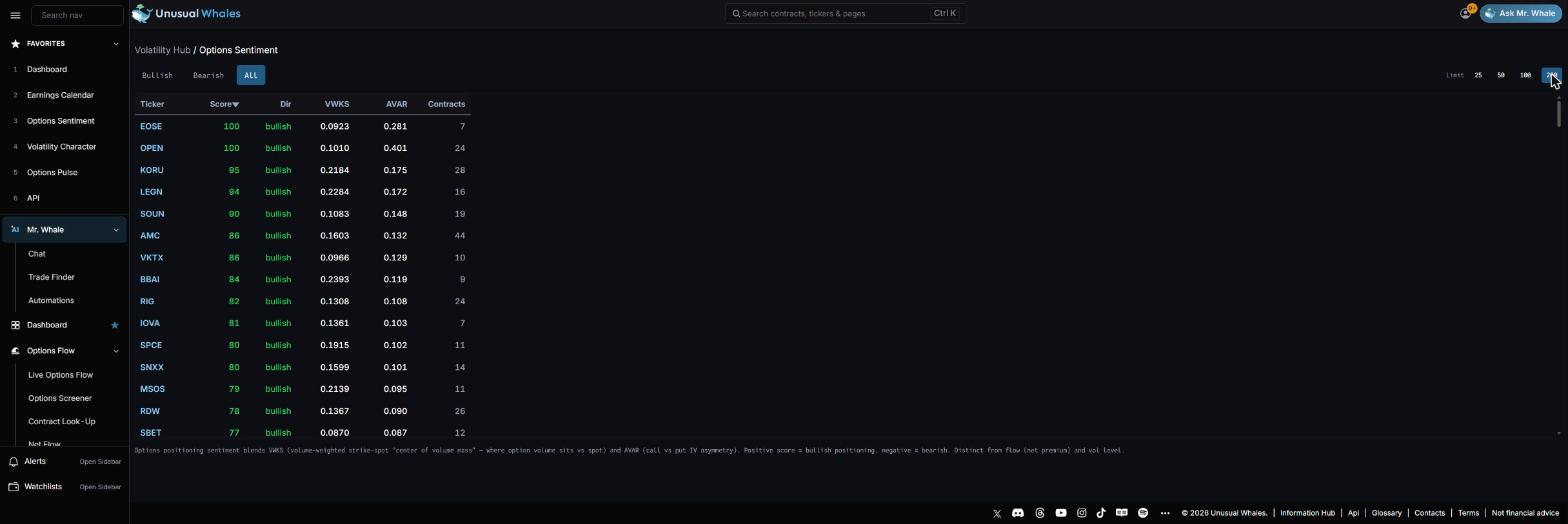 Search nav
Unusual Whales
Search contracts, tickers & pages Ctrl K
9+
Ask Mr. Whale
FAVORITES
1 Dashboard
2 Earnings Calendar
3 Options Sentiment
4 Volatility Character
5 Options Pulse
6 API
AI Mr. Whale
Chat
Trade Finder
Automations
Dashboard
Options Flow
Live Options Flow
Options Screener
Contract Look-Up
Net Flow
Alerts Open Sidebar
Watchlists Open Sidebar
Volatility Hub / Options Sentiment
Bullish Bearish ALL
Limit 25 50 100
Ticker Score▼ Dir VWKS AVAR Contracts
EOSE 100 bullish 0.0923 0.281 7
OPEN 100 bullish 0.1010 0.401 24
KORU 95 bullish 0.2184 0.175 28
LEGN 94 bullish 0.2284 0.172 16
SOUN 90 bullish 0.1083 0.148 19
AMC 86 bullish 0.1603 0.132 44
VKTX 86 bullish 0.0966 0.129 10
BBAI 84 bullish 0.2393 0.119 9
RIG 82 bullish 0.1308 0.108 24
IOVA 81 bullish 0.1361 0.103 7
SPCE 80 bullish 0.1915 0.102 11
SNXX 80 bullish 0.1599 0.101 14
MSOS 79 bullish 0.2139 0.095 11
RDW 78 bullish 0.1367 0.090 26
SBET 77 bullish 0.0870 0.087 12
Options positioning sentiment blends VWKS (volume-weighted strike-spot "center of volume mass" — where option volume sits vs spot) and AVAR (call vs put IV asymmetry). Positive score = bullish positioning, negative = bearish. Distinct from flow (net premium) and vol level.
© 2026 Unusual Whales. | Information Hub | Api | Glossary | Contacts | Terms | Not financial advice